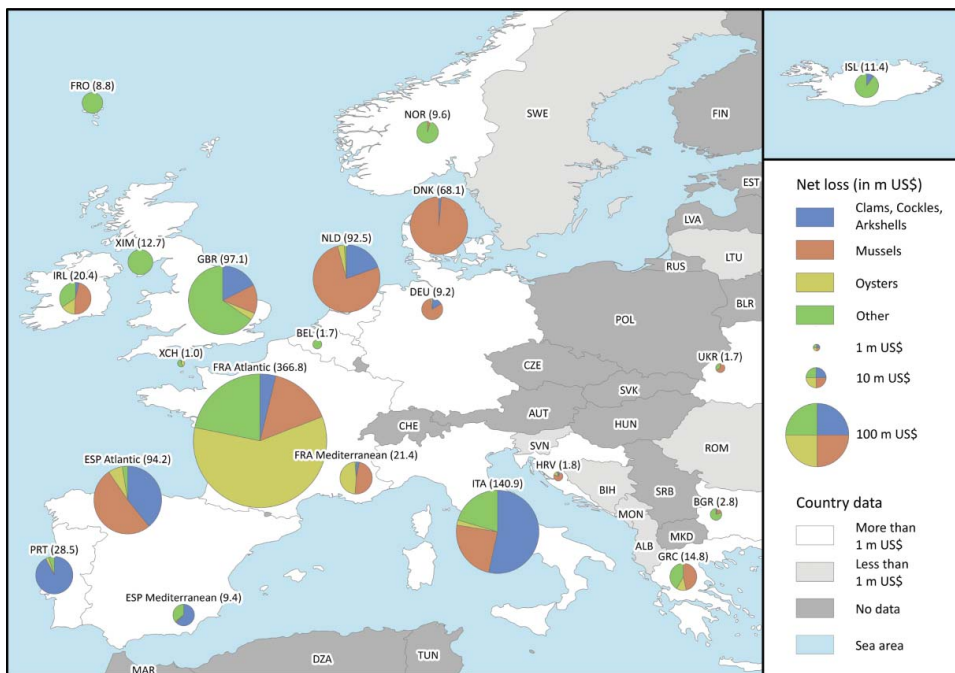 FRO (8.8)
NOR (9.6)
SWE
FIN
ISL (11.4)
DNK (68.1)
EST
LVA
XIM (12.7)
GBR (97.1)
NLD (92.5)
LTU
RUS
IRL (20.4)
DEU (9.2)
BLR
POL
BEL (1.7)
XCH (1.0)
UKR (1.7)
CZE
FRA Atlantic (366.8)
SVK
AUT
HUN
CHE
SVN
ROM
FRA Mediterranean (21.4)
HRV (1.8)
ESP Atlantic (94.2)
ITA (140.9)
BIH
SRB
BGR (2.8)
MON
MKD
ALB
PRT (28.5)
GRC (14.8)
ESP Mediterranean (9.4)
MAR
DZA
TUN
Net loss (in m US$)
Clams, Cockles,
Arkshells
Mussels
Oysters
Other
1 m US$
10 m US$
100 m US$
Country data
More than
1 m US$
Less than
1 m US$
No data
Sea area